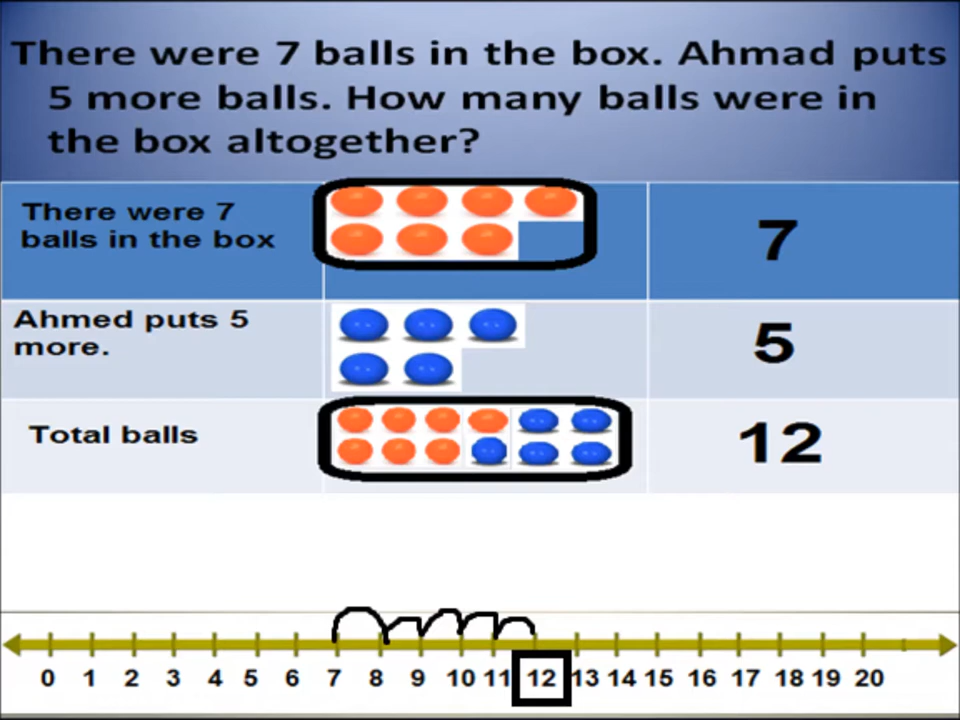 There were 7 balls in the box. Ahmad puts
5 more balls. How many balls were in
the box altogether?
There were 7
balls in the box
7
Ahmed puts 5
more.
5
Total balls
12
0 1 2 3 4 5 6 7 8 9 10 11 12 13 14 15 16 17 18 19 20